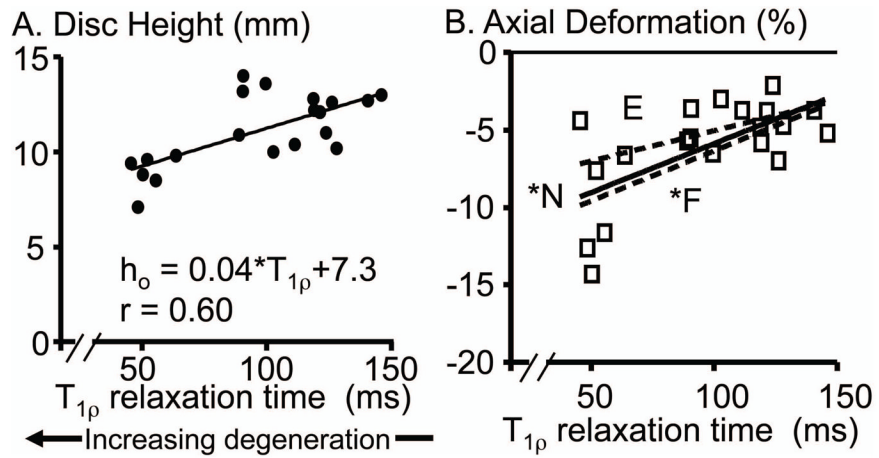 A. Disc Height (mm)
15
10
5
0
hₒ = 0.04*T₁ᵨ+7.3
r = 0.60
50 100 150
T₁ᵨ relaxation time (ms)
Increasing degeneration
B. Axial Deformation (%)
0
-5
-10
-15
-20
E
*N
*F
50 100 150
T₁ᵨ relaxation time (ms)